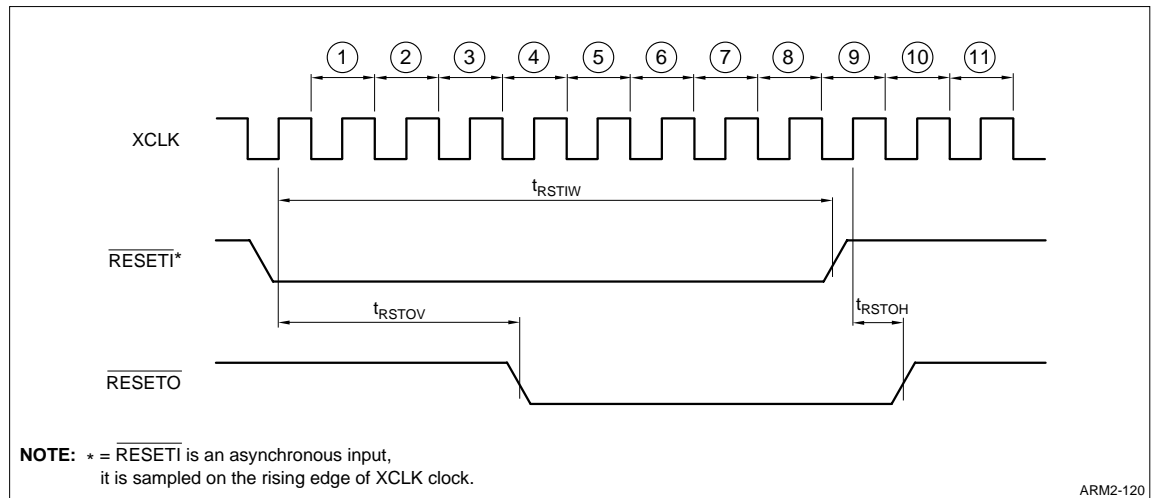 1 2 3 4 5 6 7 8 9 10 11
XCLK
tRSTIW
RESETI*
tRSTOV
tRSTOH
RESETO
NOTE: * = RESETI is an asynchronous input,
it is sampled on the rising edge of XCLK clock.
ARM2-120